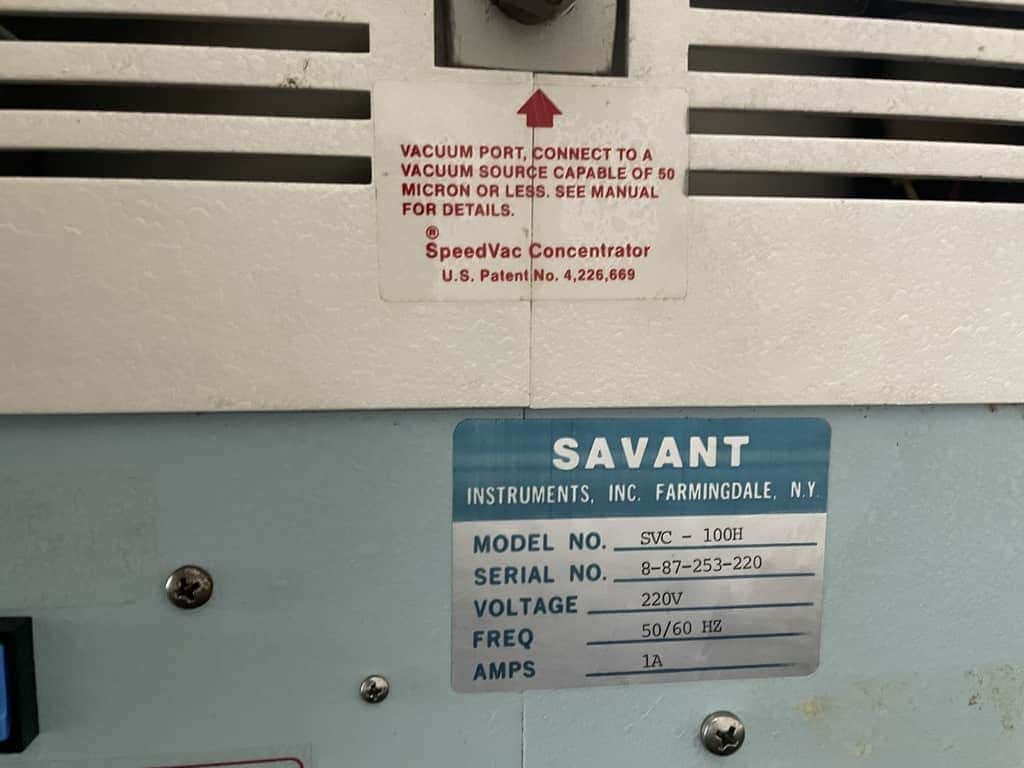 VACUUM PORT, CONNECT TO A
VACUUM SOURCE CAPABLE OF 50
MICRON OR LESS. SEE MANUAL
FOR DETAILS.
®
SpeedVac Concentrator
U.S. Patent No. 4,226,669
SAVANT
INSTRUMENTS, INC. FARMINGDALE, N.Y.
MODEL NO. SVC - 100H
SERIAL NO. 8-87-253-220
VOLTAGE 220V
FREQ 50/60 HZ
AMPS 1A